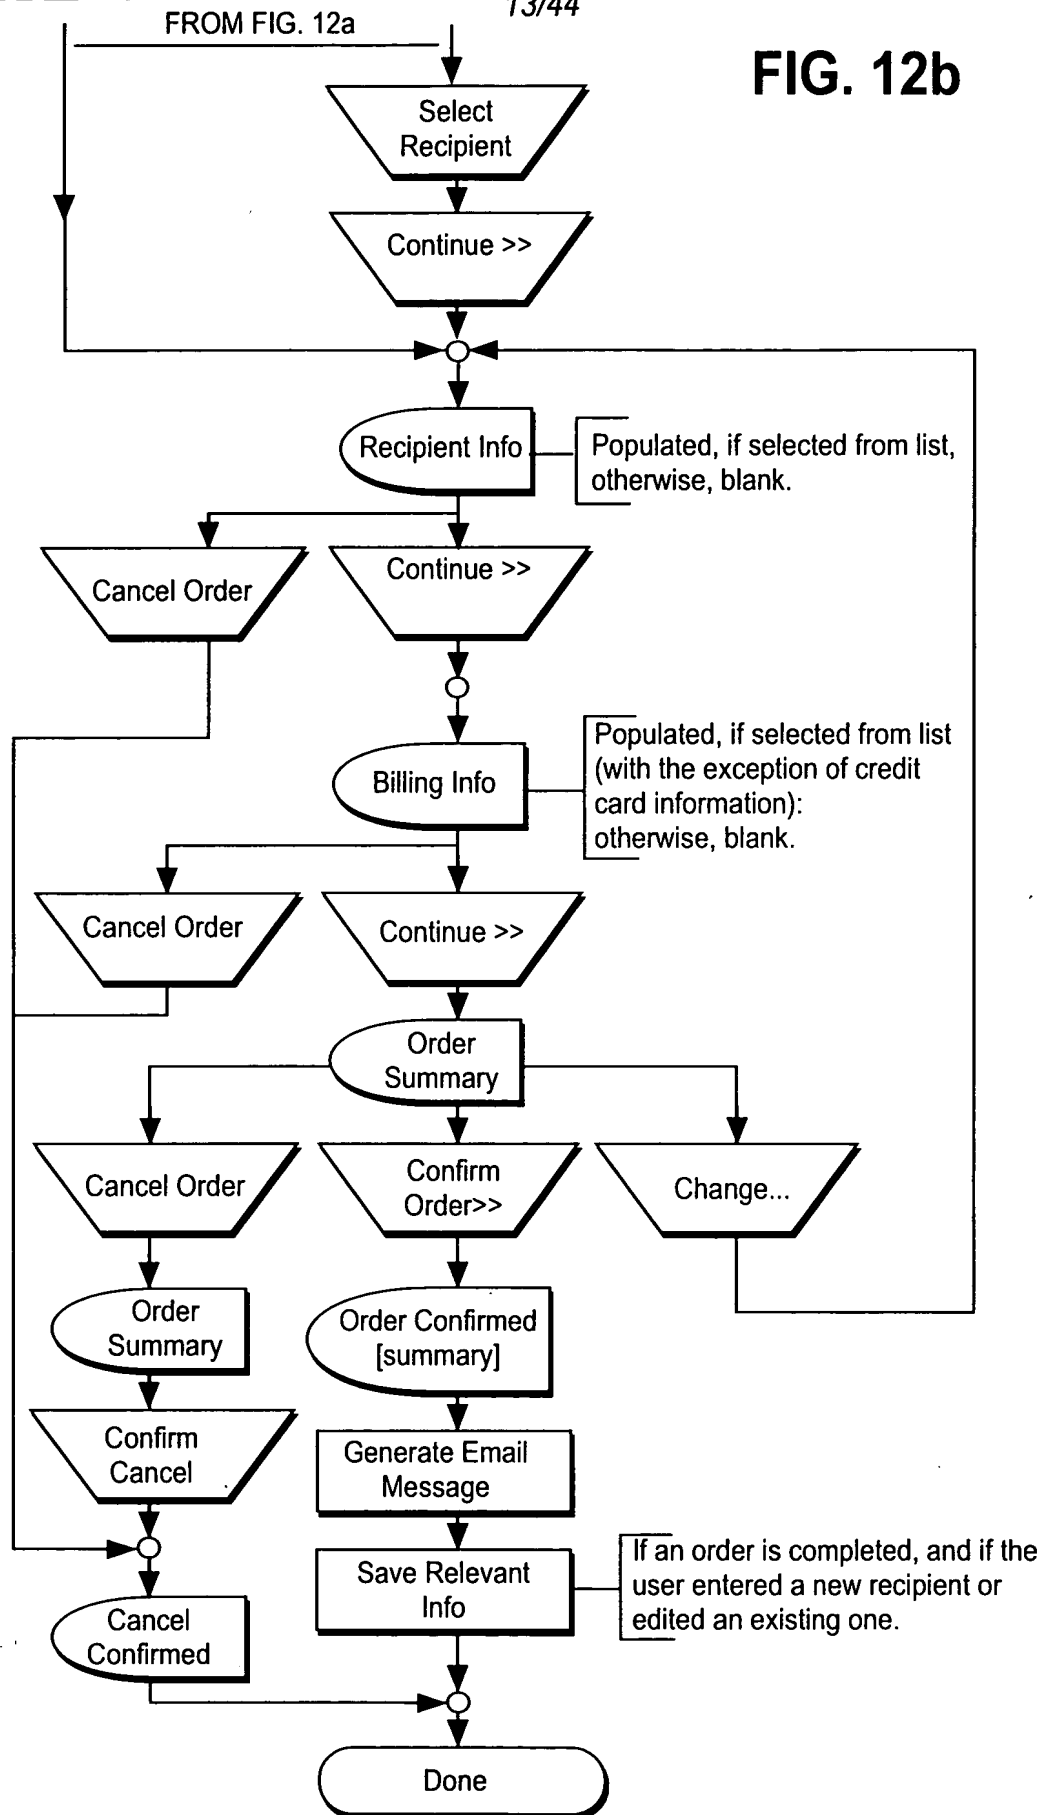 13/44
FROM FIG. 12a
FIG. 12b
Select
Recipient
Continue >>
Recipient Info
Populated, if selected from list,
otherwise, blank.
Cancel Order
Continue >>
Billing Info
Populated, if selected from list
(with the exception of credit
card information):
otherwise, blank.
Cancel Order
Continue >>
Order
Summary
Cancel Order
Confirm
Order>>
Change...
Order
Summary
Order Confirmed
[summary]
Confirm
Cancel
Generate Email
Message
Save Relevant
Info
If an order is completed, and if the
user entered a new recipient or
edited an existing one.
Cancel
Confirmed
Done